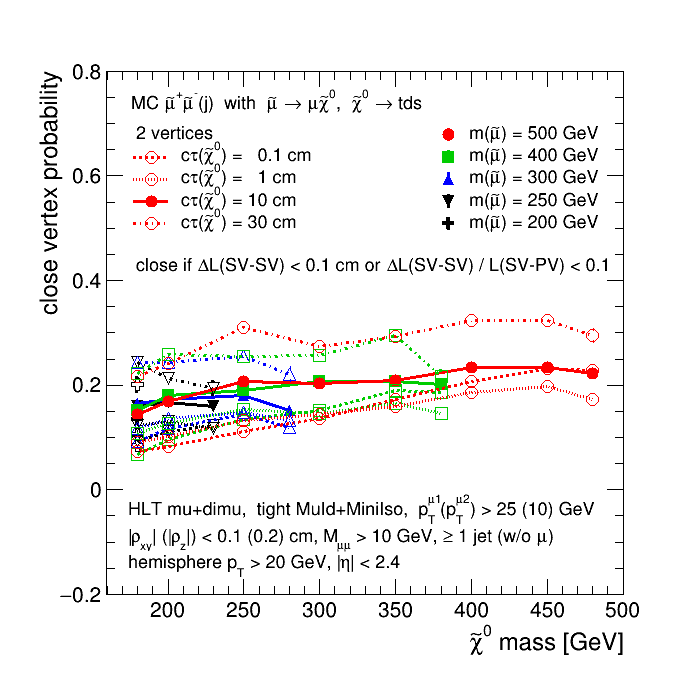 close vertex probability
0.8
0.6
0.4
0.2
0
−0.2
MC μ̃⁺μ̃⁻(j) with μ̃ → μχ̃⁰, χ̃⁰ → tds
2 vertices
cτ(χ̃⁰) = 0.1 cm
cτ(χ̃⁰) = 1 cm
cτ(χ̃⁰) = 10 cm
cτ(χ̃⁰) = 30 cm
m(μ̃) = 500 GeV
m(μ̃) = 400 GeV
m(μ̃) = 300 GeV
m(μ̃) = 250 GeV
m(μ̃) = 200 GeV
close if ΔL(SV-SV) < 0.1 cm or ΔL(SV-SV) / L(SV-PV) < 0.1
HLT mu+dimu, tight MuId+MiniIso, p_T^μ1(p_T^μ2) > 25 (10) GeV
|ρ_xy| (|ρ_z|) < 0.1 (0.2) cm, M_μμ > 10 GeV, ≥ 1 jet (w/o μ)
hemisphere p_T > 20 GeV, |η| < 2.4
200 250 300 350 400 450 500
χ̃⁰ mass [GeV]